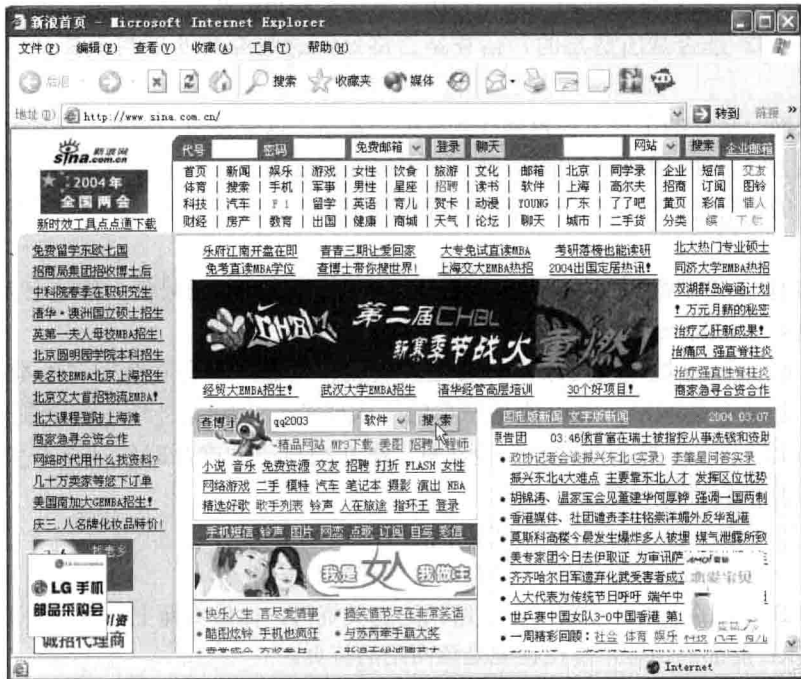 新浪首页 - Microsoft Internet Explorer
文件(F) 编辑(E) 查看(V) 收藏(A) 工具(T) 帮助(H)
后退 搜索 收藏夹 媒体
地址(D) http://www.sina.com.cn/ 转到 链接 »
新浪网
sina.com.cn
代号 密码 免费邮箱 登录 聊天 网站 搜索 企业邮箱
2004年
全国两会
新时效工具点点通下载
首页 | 新闻 | 娱乐 | 游戏 | 女性 | 饮食 | 旅游 | 文化 | 邮箱 | 北京 | 同学录 | 企业 | 短信 | 交友
体育 | 搜索 | 手机 | 军事 | 男性 | 星座 | 招聘 | 读书 | 软件 | 上海 | 高尔夫 | 招商 | 订阅 | 图铃
科技 | 汽车 | F1 | 留学 | 英语 | 育儿 | 贺卡 | 动漫 | YOUNG | 广东 | 了了吧 | 黄页 | 彩信 | 情人
财经 | 房产 | 教育 | 出国 | 健康 | 商城 | 天气 | 论坛 | 聊天 | 城市 | 二手货 | 分类
免费留学东欧七国
招商局集团招收博士后
中科院春季在职研究生
清华·澳洲国立硕士招生
英第一夫人母校MBA招生!
北京圆明园学院本科招生
美名校EMBA北京上海招生
北京交大首招物流EMBA!
北大课程登陆上海滩
商家急寻合资合作
网络时代用什么找资料?
几十万卖家等您下订单
美国南加大GEMBA招生!
庆三.八名牌化妆品特价!
LG 手机
部品采购会
诚招代理商
乐府江南开盘在即 青青三期让爱回家 大专免试直读MBA 考研落榜也能读研 北大热门专业硕士
免考直读MBA学位 查博士带你搜世界! 上海交大EMBA热招 2004出国定居热讯! 同济大学EMBA热招
双湖群岛海涵计划
!万元月薪的秘密
治疗乙肝新成果!
治痛风 强直脊柱炎
治疗强直性脊柱炎
商家急寻合资合作
第二届CHBL
新赛季节战火重燃!
经贸大EMBA招生! 武汉大学EMBA招生 清华经管高层培训 30个好项目!
查博士 qq2003 软件 搜索
精品网站 MP3下载 美图 招聘工程师
小说 音乐 免费资源 交友 招聘 打折 FLASH 女性
网络游戏 二手 模特 汽车 笔记本 摄影 演出 NBA
精选好歌 歌手列表 铃声 人在旅途 指环王 登录
手机短信 铃声 图片 网恋 点歌 订阅 自写 彩信
我是女人我做主
• 快乐人生 言尽爱情事 • 搞笑情节尽在非常笑话
• 酷图炫铃 手机也疯狂 • 与苏芮牵手赢大奖
图定版新闻 文字版新闻 2004.03.07
03:46
• 政协记者会谈振兴东北(实录) 李肇星问答实录
振兴东北4大难点 主要靠东北人才 发挥区位优势
• 胡锦涛、温家宝会见董建华何厚铧 强调一国两制
• 香港媒体、社团谴责李柱铭崇洋媚外反华乱港
• 莫斯科高楼今晨发生爆炸多人被埋 煤气泄露所致
• 美专家团今日去伊取证 为审讯萨
• 齐齐哈尔日军遗弃化武受害者成立
• 人大代表为传统节日呼吁 端午中
• 世乒赛中国女队3-0中国香港 第1
• 一周精彩回顾：社会 体育 娱乐 科技 汽车
Internet